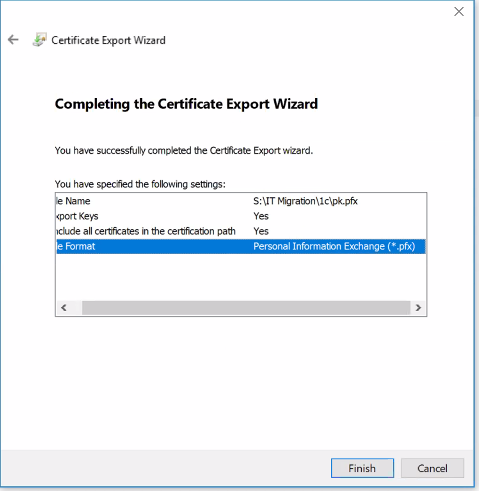 Certificate Export Wizard
Completing the Certificate Export Wizard
You have successfully completed the Certificate Export wizard.
You have specified the following settings:
le Name S:\IT Migration\1c\pk.pfx
xport Keys Yes
nclude all certificates in the certification path Yes
le Format Personal Information Exchange (*.pfx)
Finish Cancel